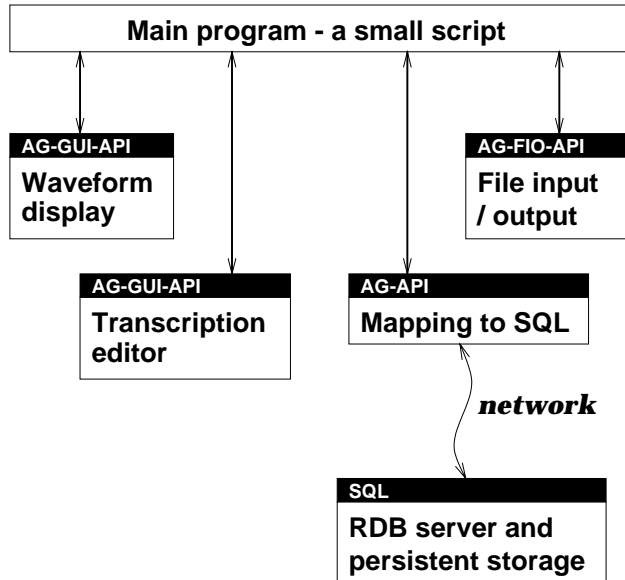 Main program - a small script
AG-GUI-API
Waveform
display
AG-FIO-API
File input
/ output
AG-GUI-API
Transcription
editor
AG-API
Mapping to SQL
network
SQL
RDB server and
persistent storage